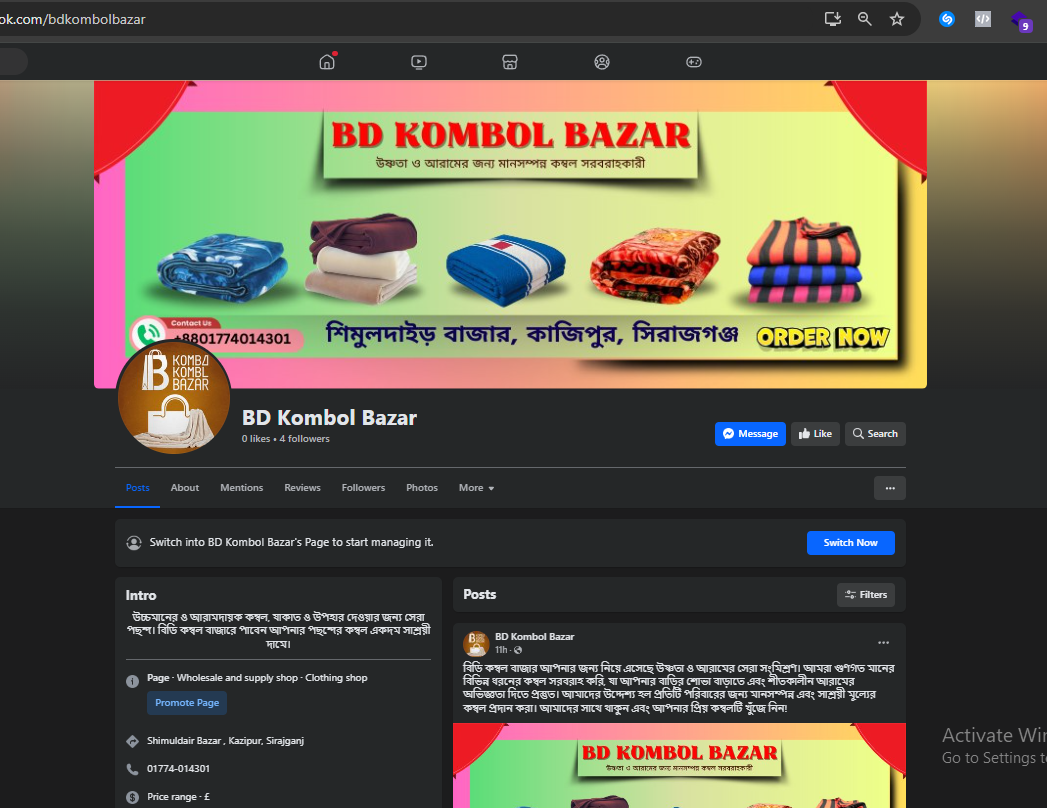 ok.com/bdkombolbazar
9
BD KOMBOL BAZAR
উষ্ণতা ও আরামের জন্য মানসম্পন্ন কম্বল সরবরাহকারী
Contact Us
+8801774014301
শিমুলদাইড় বাজার, কাজিপুর, সিরাজগঞ্জ
ORDER NOW
KOMBL
BAZAR
BD Kombol Bazar
0 likes • 4 followers
Message
Like
Search
Posts
About
Mentions
Reviews
Followers
Photos
More
Switch into BD Kombol Bazar's Page to start managing it.
Switch Now
Intro
উচ্চমানের ও আরামদায়ক কম্বল, যাকাত ও উপহার দেওয়ার জন্য সেরা
পছন্দ। বিডি কম্বল বাজারে পাবেন আপনার পছন্দের কম্বল একদম সাশ্রয়ী
দামে।
Page · Wholesale and supply shop · Clothing shop
Promote Page
Shimuldair Bazar , Kazipur, Sirajganj
01774-014301
Price range · £
Posts
Filters
BD Kombol Bazar
11h ·
বিডি কম্বল বাজার আপনার জন্য নিয়ে এসেছে উষ্ণতা ও আরামের সেরা সংমিশ্রণ। আমরা গুণগত মানের
বিভিন্ন ধরনের কম্বল সরবরাহ করি, যা আপনার বাড়ির শোভা বাড়াতে এবং শীতকালীন আরামের
অভিজ্ঞতা দিতে প্রস্তুত। আমাদের উদ্দেশ্য হল প্রতিটি পরিবারের জন্য মানসম্পন্ন এবং সাশ্রয়ী মূল্যের
কম্বল প্রদান করা। আমাদের সাথে থাকুন এবং আপনার প্রিয় কম্বলটি খুঁজে নিন!
BD KOMBOL BAZAR
উষ্ণতা ও আরামের জন্য মানসম্পন্ন কম্বল সরবরাহকারী
Activate Win
Go to Settings t